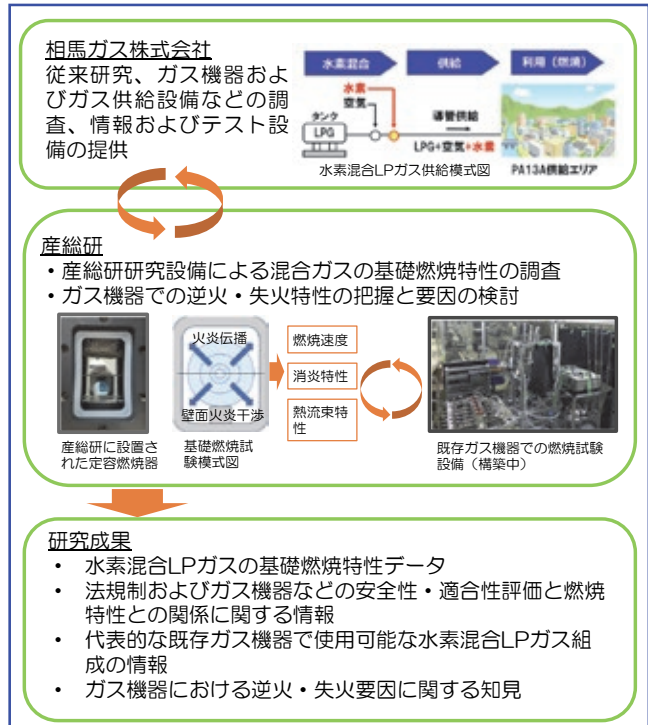 相馬ガス株式会社
従来研究、ガス機器およ
びガス供給設備などの調
査、情報およびテスト設
備の提供
水素混合
供給
利用（燃焼）
水素
空気
タンク
LPG
導管供給
LPG+空気+水素
水素混合LPガス供給模式図
PA13A供給エリア
産総研
・産総研研究設備による混合ガスの基礎燃焼特性の調査
・ガス機器での逆火・失火特性の把握と要因の検討
火炎伝播
壁面火炎干渉
燃焼速度
消炎特性
熱流束特
性
産総研に設置さ
れた定容燃焼器
基礎燃焼試
験模式図
既存ガス機器での燃焼試験
設備（構築中）
研究成果
• 水素混合LPガスの基礎燃焼特性データ
• 法規制およびガス機器などの安全性・適合性評価と燃焼
特性との関係に関する情報
• 代表的な既存ガス機器で使用可能な水素混合LPガス組
成の情報
• ガス機器における逆火・失火要因に関する知見